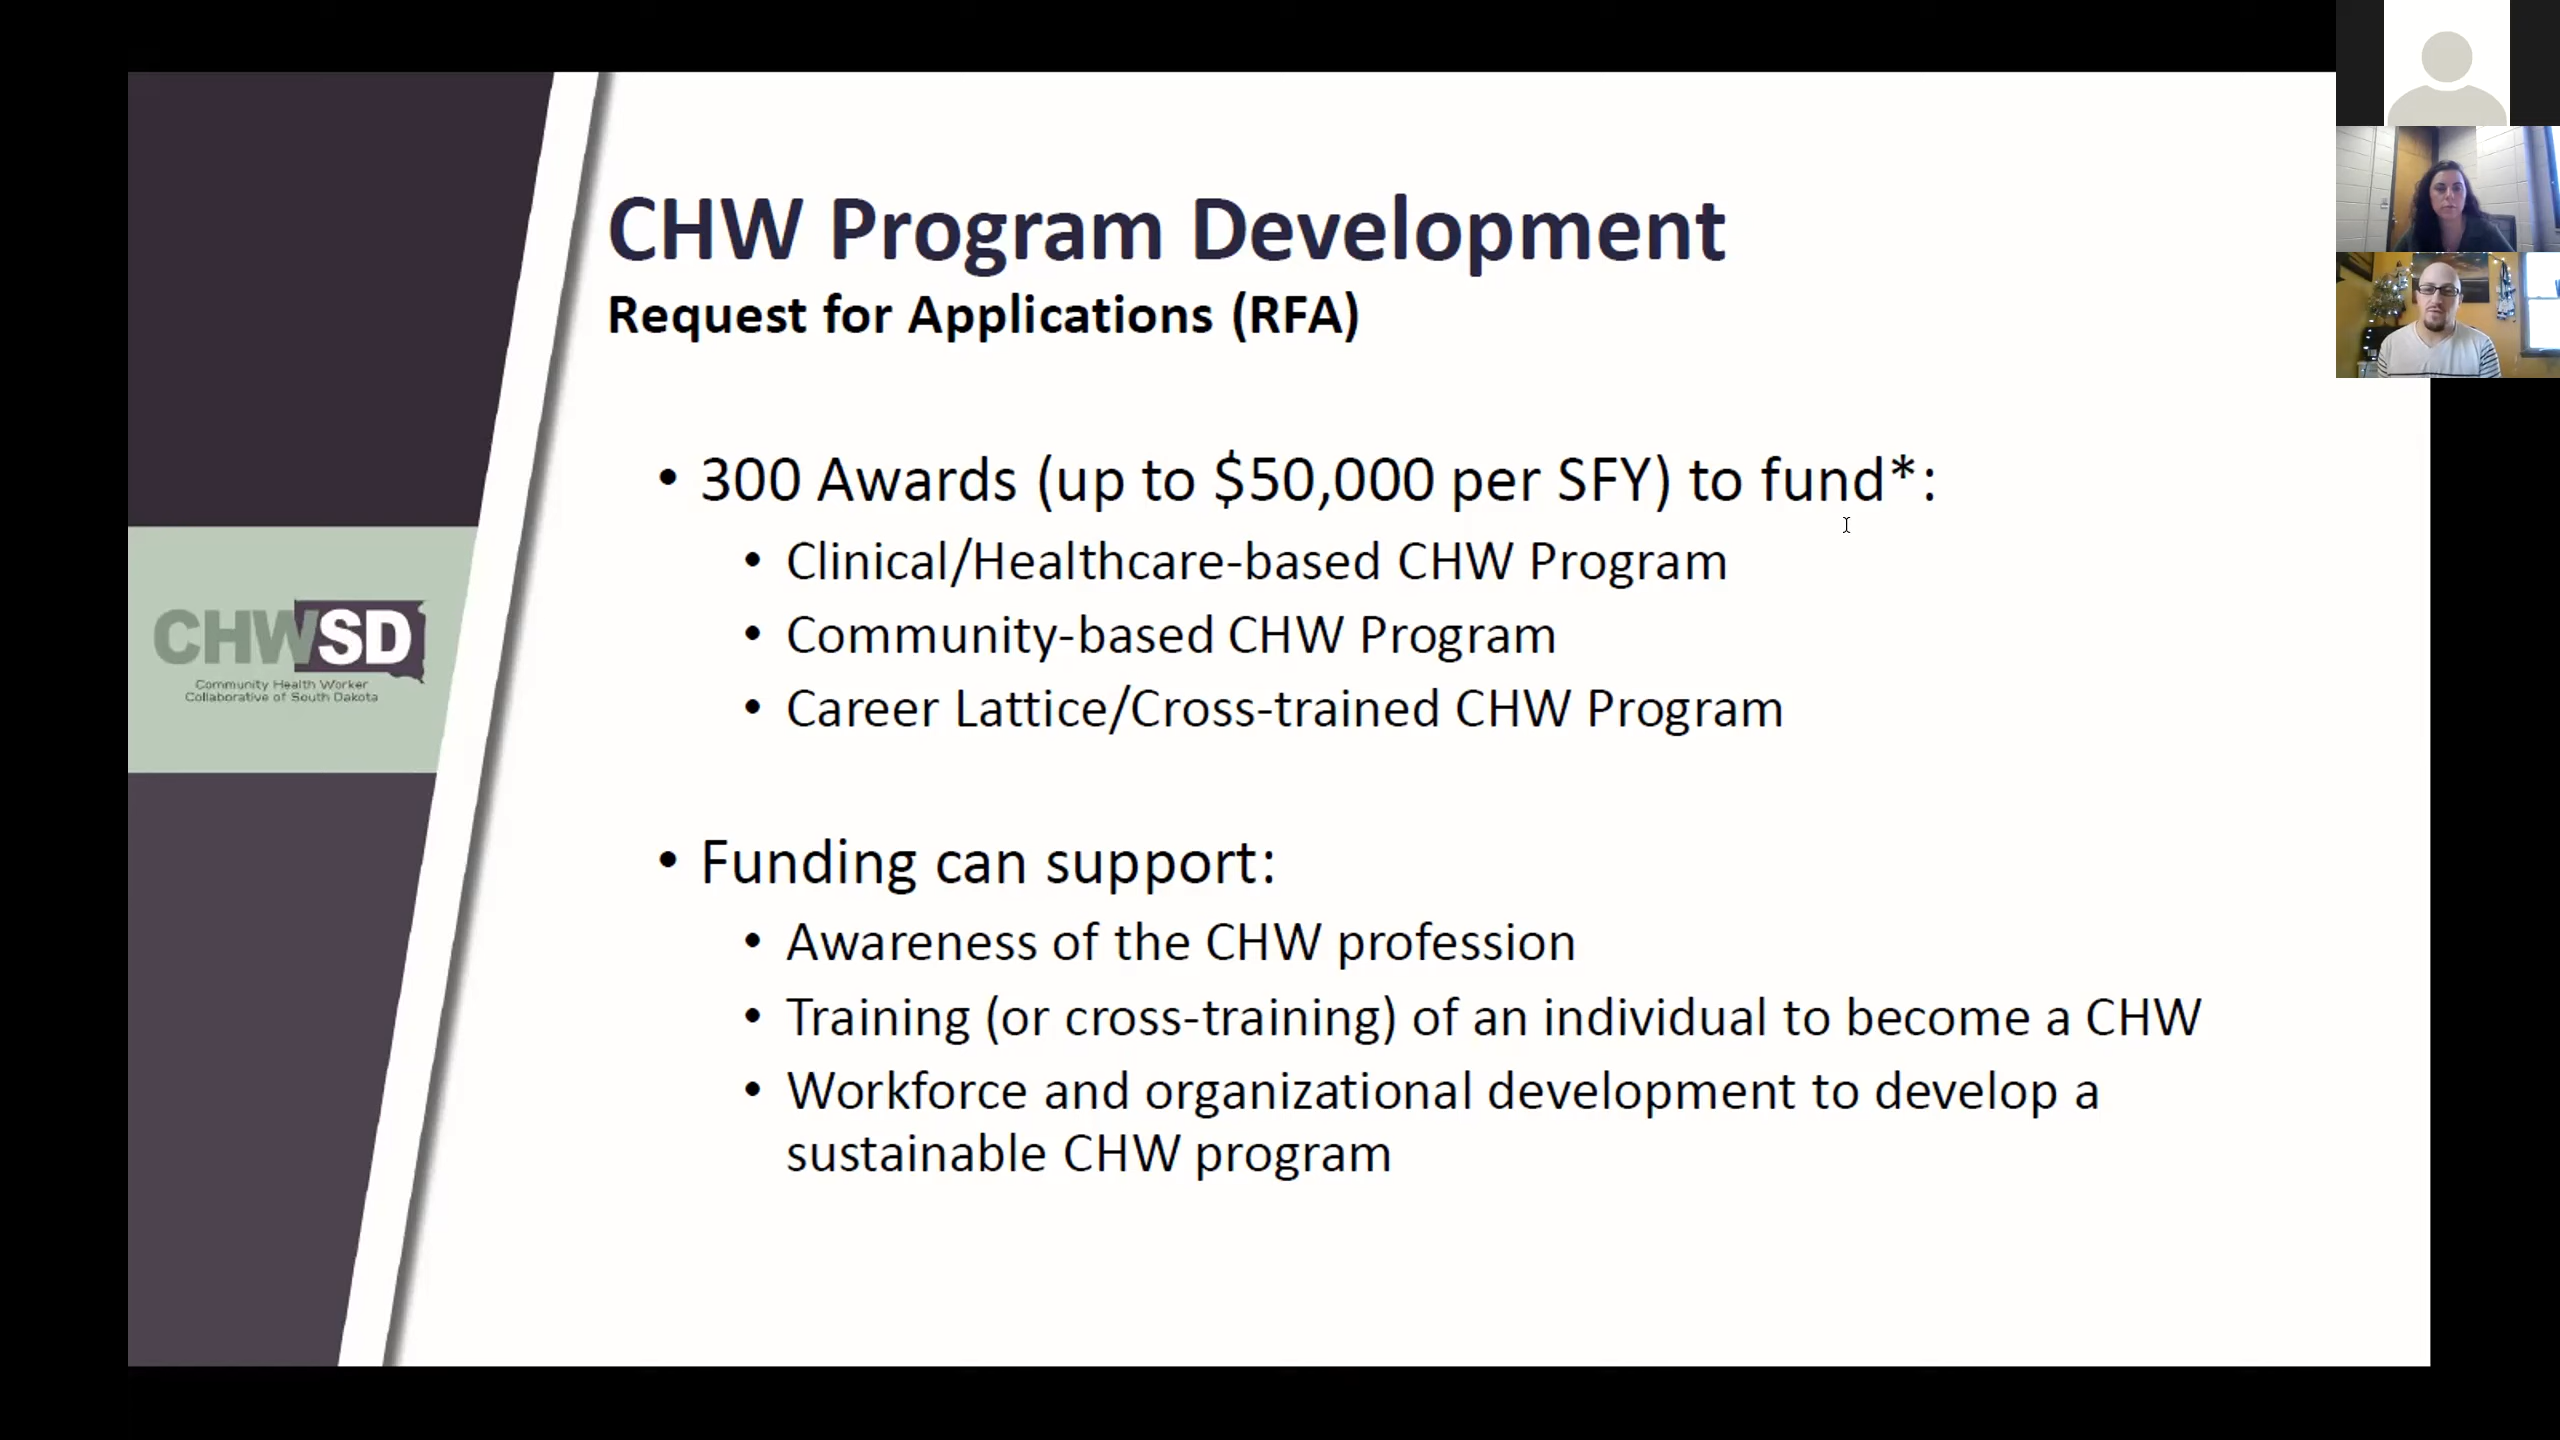 CHW Program Development
Request for Applications (RFA)
• 300 Awards (up to $50,000 per SFY) to fund*:
• Clinical/Healthcare-based CHW Program
• Community-based CHW Program
• Career Lattice/Cross-trained CHW Program
CHWSD
Community Health Worker
Collaborative of South Dakota
• Funding can support:
• Awareness of the CHW profession
• Training (or cross-training) of an individual to become a CHW
• Workforce and organizational development to develop a
sustainable CHW program